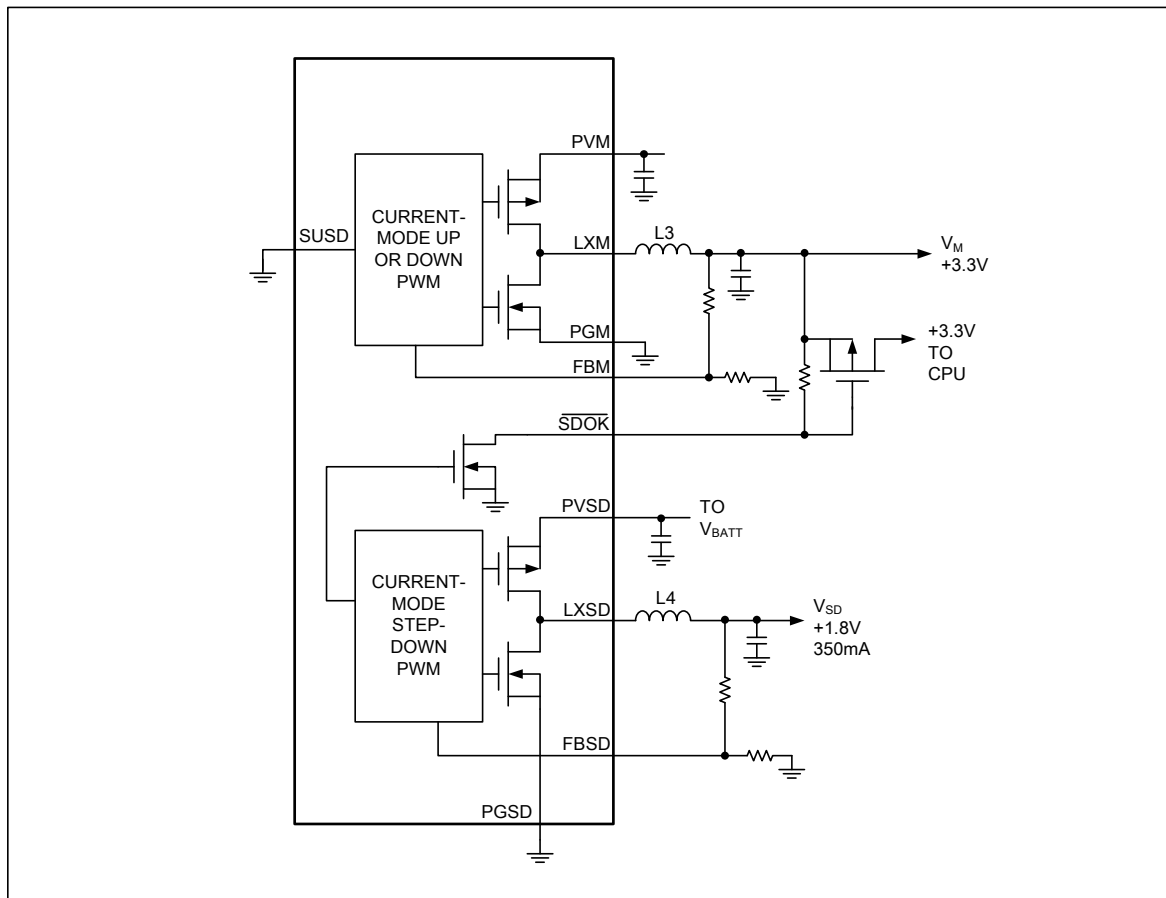 PVM
CURRENT-
MODE UP
OR DOWN
PWM
SUSD
LXM
L3
VM
+3.3V
PGM
FBM
+3.3V
TO
CPU
SDOK
PVSD
TO
VBATT
CURRENT-
MODE
STEP-
DOWN
PWM
LXSD
L4
VSD
+1.8V
350mA
FBSD
PGSD